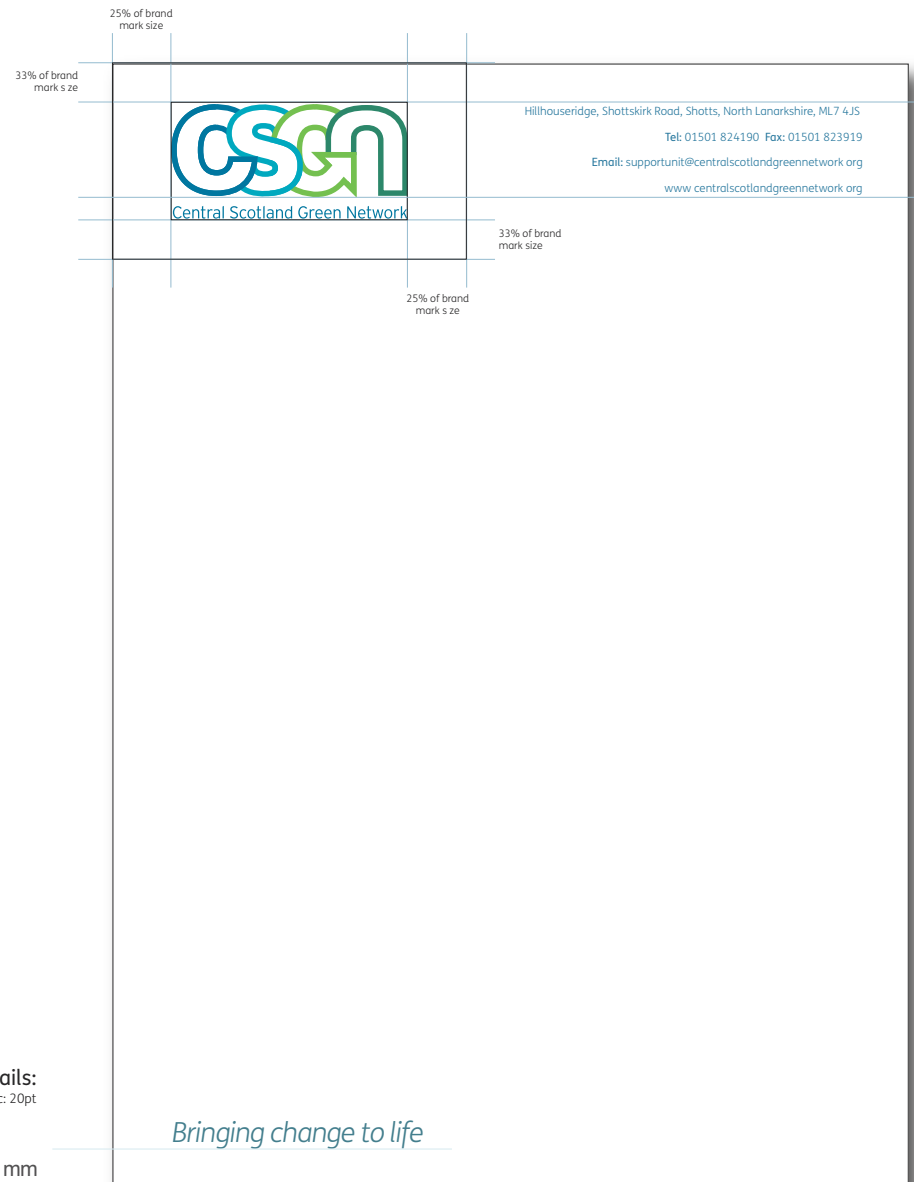 25% of brand
mark size
33% of brand
mark s ze
csgn
Central Scotland Green Network
Hillhouseridge, Shottskirk Road, Shotts, North Lanarkshire, ML7 4JS
Tel: 01501 824190 Fax: 01501 823919
Email: supportunit@centralscotlandgreennetwork org
www centralscotlandgreennetwork org
33% of brand
mark size
25% of brand
mark s ze
ails:
c: 20pt
Bringing change to life
mm